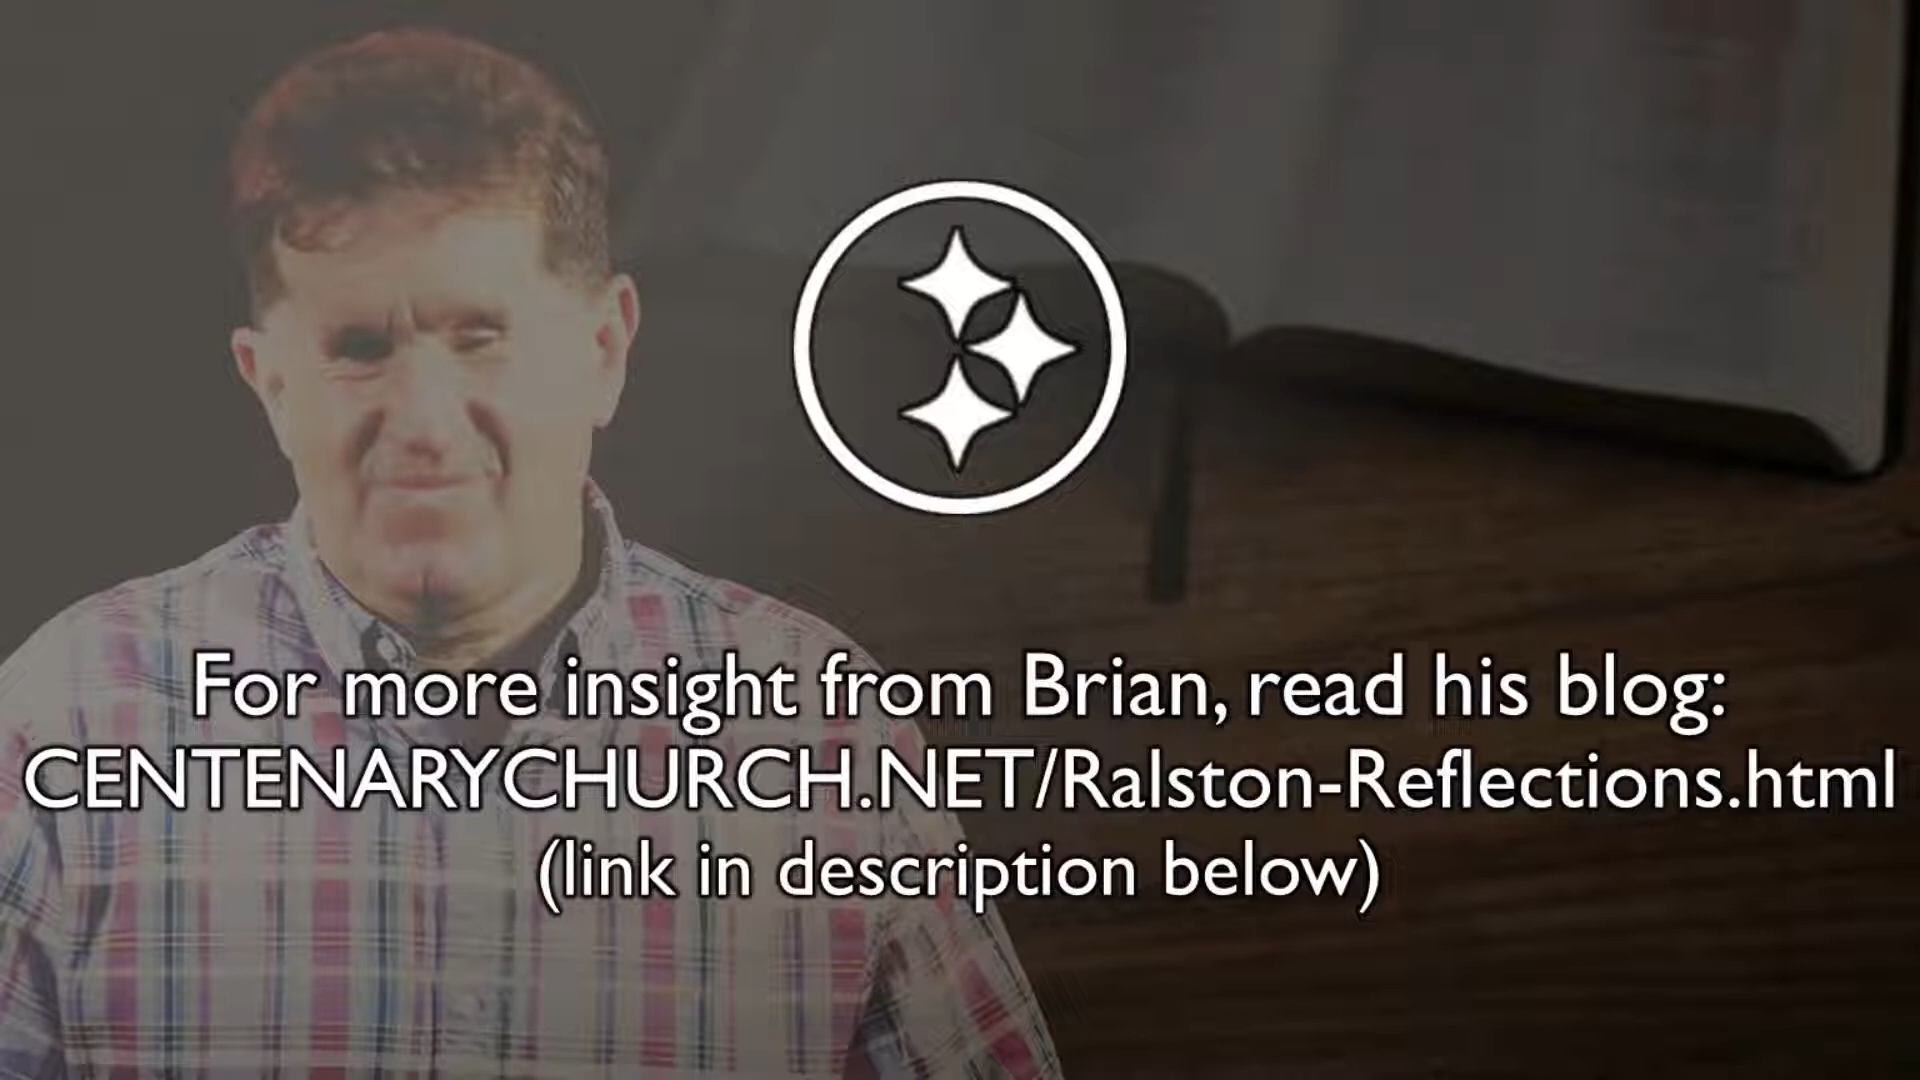 For more insight from Brian, read his blog:
CENTENARYCHURCH.NET/Ralston-Reflections.html
(link in description below)